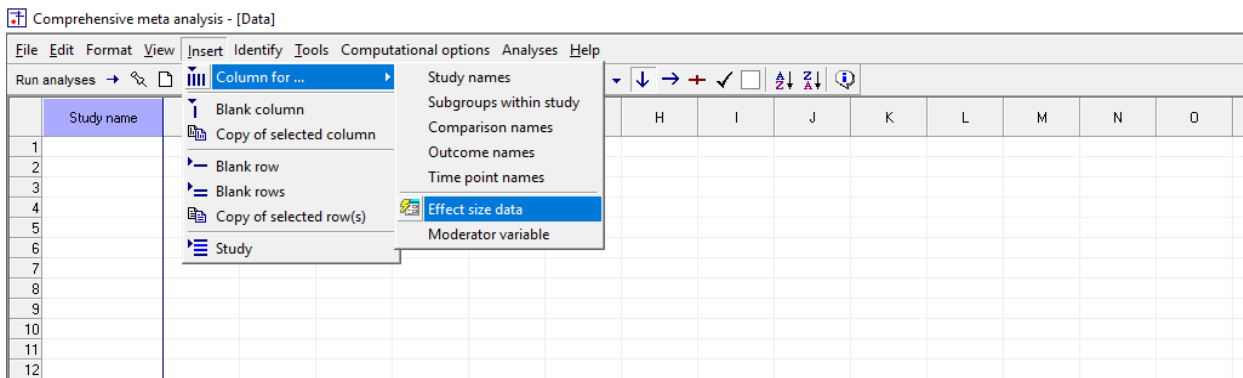 Comprehensive meta analysis - [Data]
File Edit Format View Insert Identify Tools Computational options Analyses Help
Run analyses
Column for ...
Blank column
Copy of selected column
Blank row
Blank rows
Copy of selected row(s)
Study
Study names
Subgroups within study
Comparison names
Outcome names
Time point names
Effect size data
Moderator variable
Study name H I J K L M N O
1
2
3
4
5
6
7
8
9
10
11
12